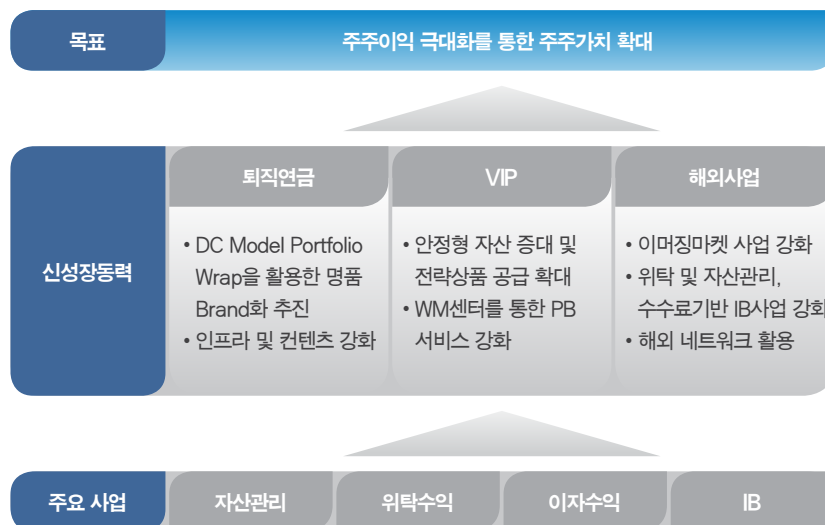 목표
주주이익 극대화를 통한 주주가치 확대
신성장동력
퇴직연금
• DC Model Portfolio
Wrap을 활용한 명품
Brand화 추진
• 인프라 및 컨텐츠 강화
VIP
• 안정형 자산 증대 및
전략상품 공급 확대
• WM센터를 통한 PB
서비스 강화
해외사업
• 이머징마켓 사업 강화
• 위탁 및 자산관리,
수수료기반 IB사업 강화
• 해외 네트워크 활용
주요 사업
자산관리
위탁수익
이자수익
IB